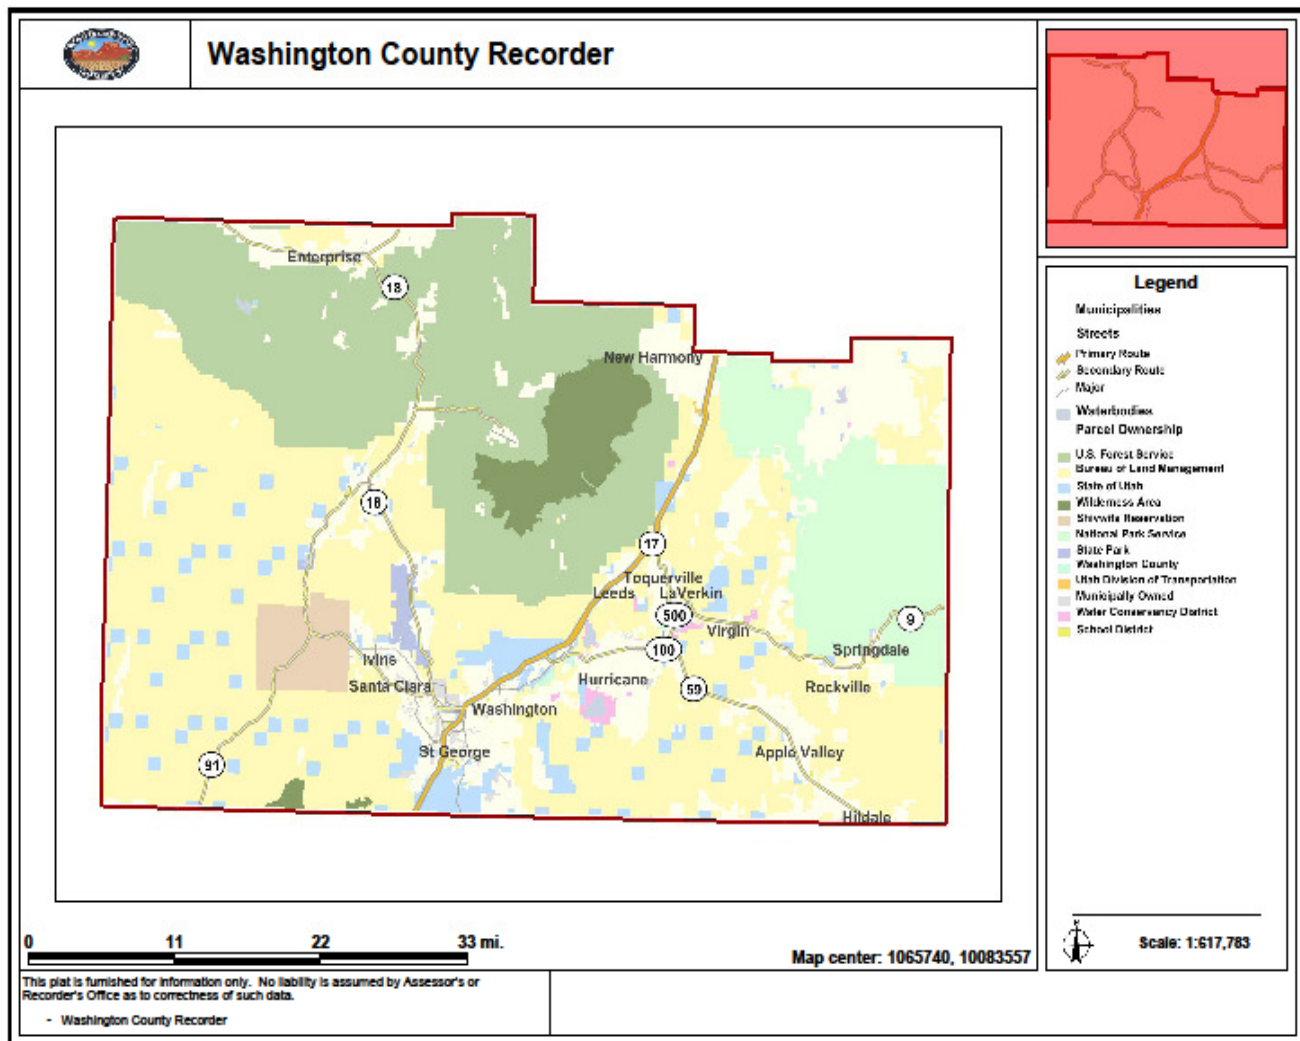 Washington County Recorder
Enterprise
18
New Harmony
18
17
Toquerville
Leeds
LaVerkin
500
9
Virgin
100
Springdale
Ivins
Santa Clara
Hurricane
59
Rockville
Washington
St George
Apple Valley
91
Hildale
Legend
Municipalities
Streets
Primary Route
Secondary Route
Major
Waterbodies
Parcel Ownership
U.S. Forest Service
Bureau of Land Management
State of Utah
Wilderness Area
Shivwits Reservation
National Park Service
State Park
Washington County
Utah Division of Transportation
Municipally Owned
Water Conservancy District
School District
N
Scale: 1:617,783
0 11 22 33 mi.
Map center: 1065740, 10083557
This plat is furnished for information only. No liability is assumed by Assessor's or
Recorder's Office as to correctness of such data.
- Washington County Recorder